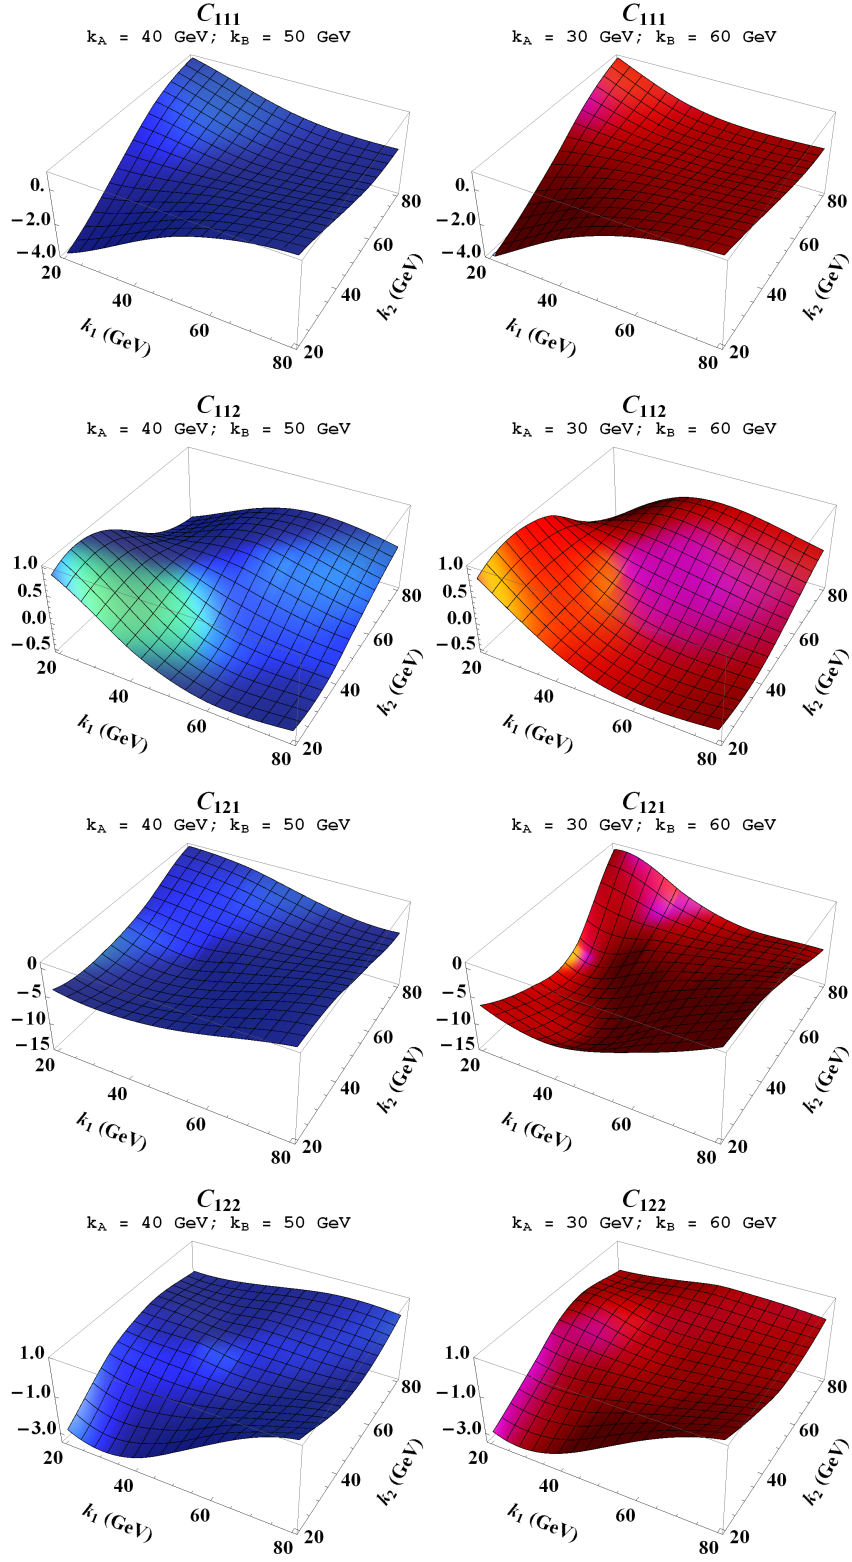 C111 C111
kA = 40 GeV; kB = 50 GeV kA = 30 GeV; kB = 60 GeV
0. 0.
−2.0 −2.0
−4.0 −4.0
20 40 60 80 20 40 60 80
k1 (GeV) k1 (GeV)
20 40 60 80 20 40 60 80
k2 (GeV) k2 (GeV)
C112 C112
kA = 40 GeV; kB = 50 GeV kA = 30 GeV; kB = 60 GeV
1.0 1.0
0.5 0.5
0.0 0.0
−0.5 −0.5
20 40 60 80 20 40 60 80
k1 (GeV) k1 (GeV)
20 40 60 80 20 40 60 80
k2 (GeV) k2 (GeV)
C121 C121
kA = 40 GeV; kB = 50 GeV kA = 30 GeV; kB = 60 GeV
0 0
−5 −5
−10 −10
−15 −15
20 40 60 80 20 40 60 80
k1 (GeV) k1 (GeV)
20 40 60 80 20 40 60 80
k2 (GeV) k2 (GeV)
C122 C122
kA = 40 GeV; kB = 50 GeV kA = 30 GeV; kB = 60 GeV
1.0 1.0
−1.0 −1.0
−3.0 −3.0
20 40 60 80 20 40 60 80
k1 (GeV) k1 (GeV)
20 40 60 80 20 40 60 80
k2 (GeV) k2 (GeV)